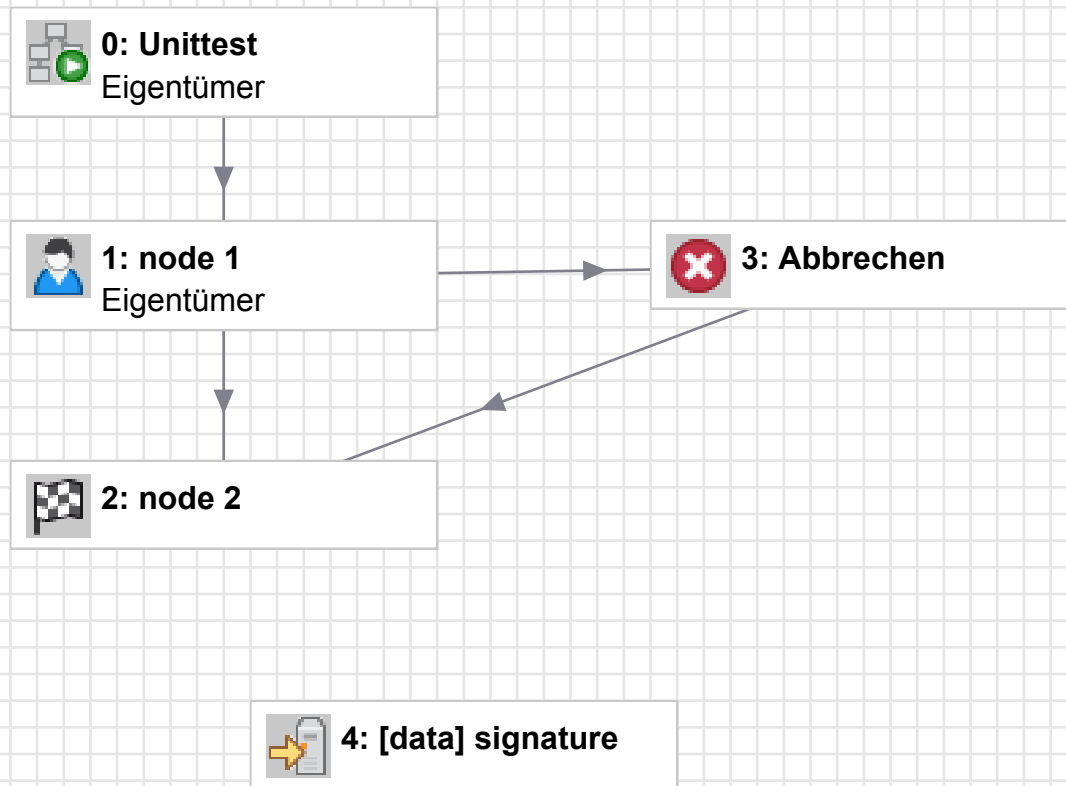 0: Unittest
Eigentümer
1: node 1
Eigentümer
3: Abbrechen
2: node 2
4: [data] signature